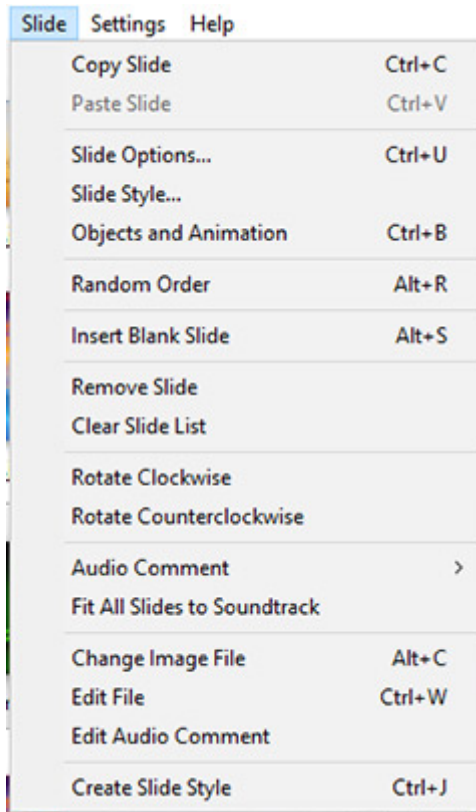 Slide Settings Help
Copy Slide Ctrl+C
Paste Slide Ctrl+V
Slide Options... Ctrl+U
Slide Style...
Objects and Animation Ctrl+B
Random Order Alt+R
Insert Blank Slide Alt+S
Remove Slide
Clear Slide List
Rotate Clockwise
Rotate Counterclockwise
Audio Comment >
Fit All Slides to Soundtrack
Change Image File Alt+C
Edit File Ctrl+W
Edit Audio Comment
Create Slide Style Ctrl+J